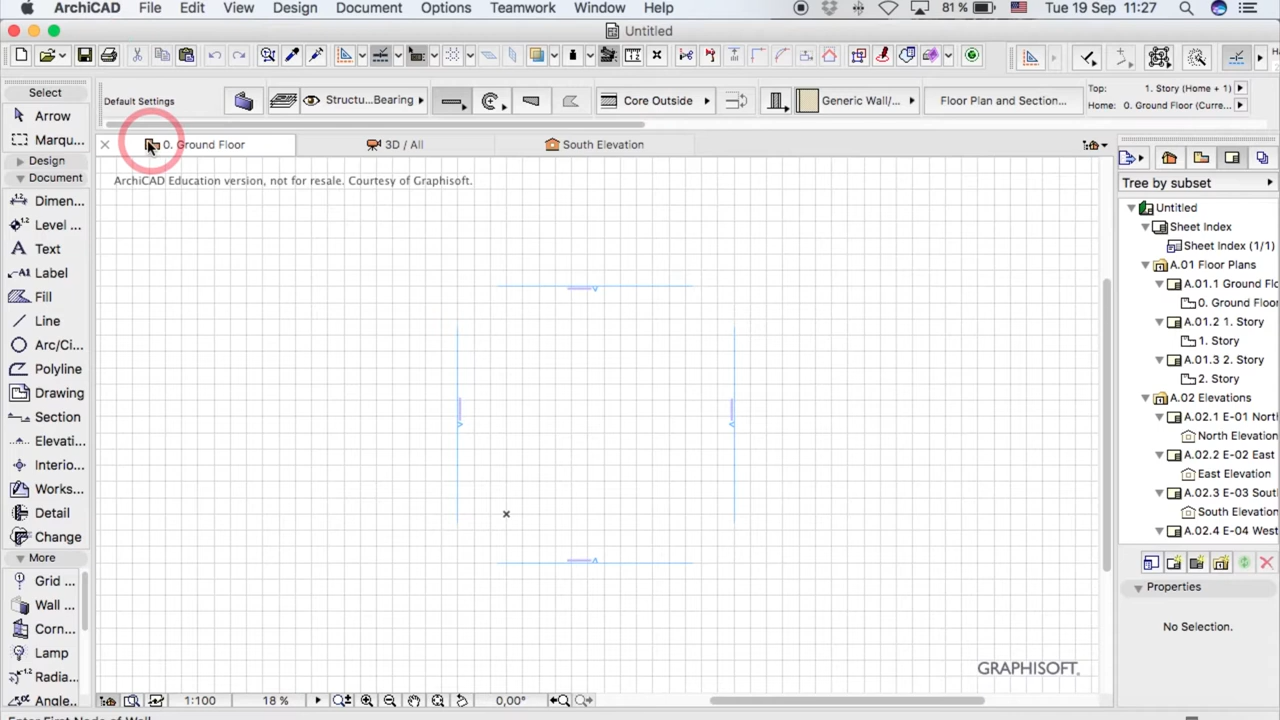 ArchiCAD File Edit View Design Document Options Teamwork Window Help 81% Tue 19 Sep 11:27
Untitled
Select
Arrow
Marqu...
Design
Document
Dimen...
Level ...
Text
Label
Fill
Line
Arc/Ci...
Polyline
Drawing
Section
Elevati...
Interio...
Works...
Detail
Change
More
Grid ...
Wall ...
Corn...
Lamp
Radia...
Angle...
Default Settings
Structu...Bearing
Core Outside
Generic Wall/...
Floor Plan and Section...
Top: 1. Story (Home + 1)
Home: 0. Ground Floor (Curre...
0. Ground Floor
3D / All
South Elevation
ArchiCAD Education version, not for resale. Courtesy of Graphisoft.
GRAPHISOFT.
1:100 18 % 0,00°
Tree by subset
Untitled
Sheet Index
Sheet Index (1/1)
A.01 Floor Plans
A.01.1 Ground Flo
0. Ground Floor
A.01.2 1. Story
1. Story
A.01.3 2. Story
2. Story
A.02 Elevations
A.02.1 E-01 Nort
North Elevation
A.02.2 E-02 East
East Elevation
A.02.3 E-03 Sout
South Elevation
A.02.4 E-04 West
Properties
No Selection.
Enter First Node of Wall